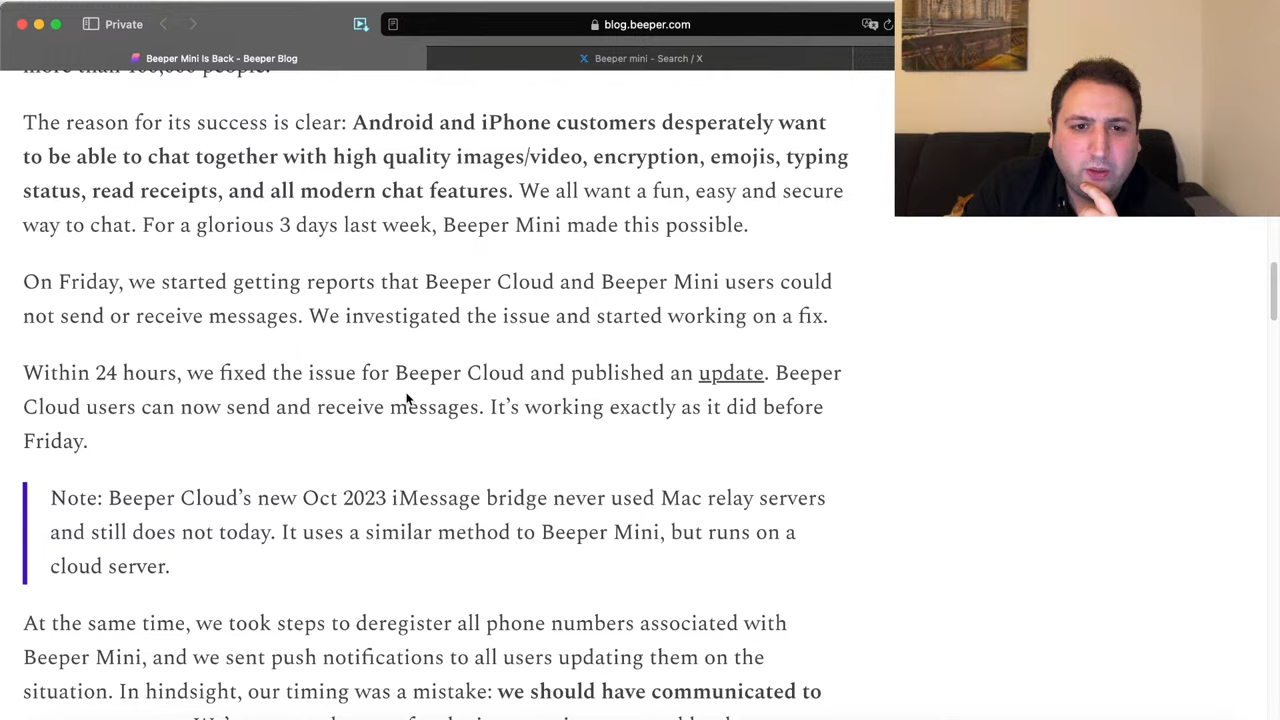 Private
blog.beeper.com
Beeper Mini Is Back - Beeper Blog
X Beeper mini - Search / X
more than 100,000 people.
The reason for its success is clear: Android and iPhone customers desperately want
to be able to chat together with high quality images/video, encryption, emojis, typing
status, read receipts, and all modern chat features. We all want a fun, easy and secure
way to chat. For a glorious 3 days last week, Beeper Mini made this possible.
On Friday, we started getting reports that Beeper Cloud and Beeper Mini users could
not send or receive messages. We investigated the issue and started working on a fix.
Within 24 hours, we fixed the issue for Beeper Cloud and published an update. Beeper
Cloud users can now send and receive messages. It’s working exactly as it did before
Friday.
Note: Beeper Cloud’s new Oct 2023 iMessage bridge never used Mac relay servers
and still does not today. It uses a similar method to Beeper Mini, but runs on a
cloud server.
At the same time, we took steps to deregister all phone numbers associated with
Beeper Mini, and we sent push notifications to all users updating them on the
situation. In hindsight, our timing was a mistake: we should have communicated to